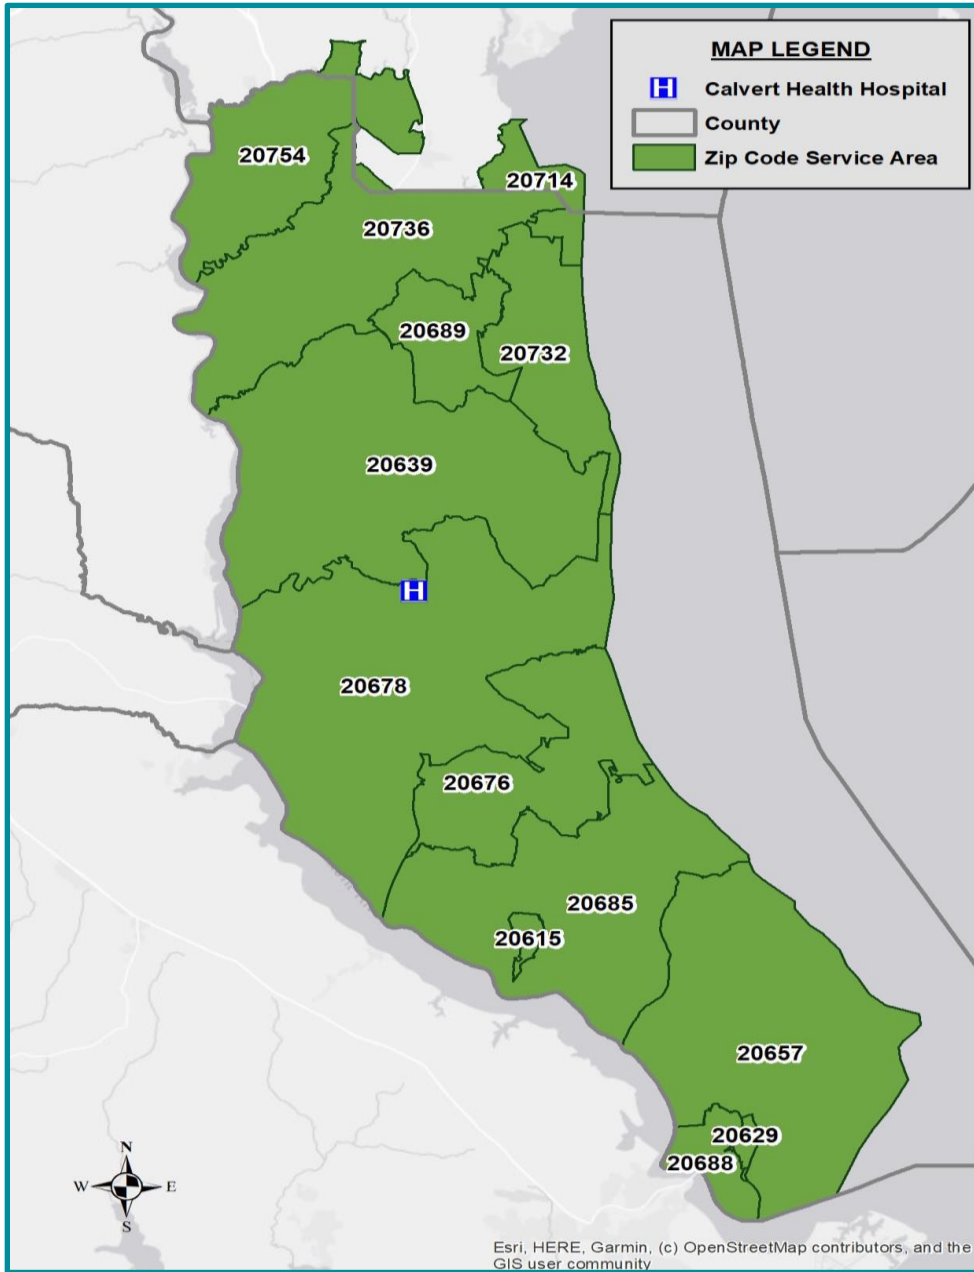 MAP LEGEND
H Calvert Health Hospital
County
Zip Code Service Area
20754
20714
20736
20689
20732
20639
H
20678
20676
20685
20615
20657
20629
20688
N
W E
S
Esri, HERE, Garmin, (c) OpenStreetMap contributors, and the
GIS user community